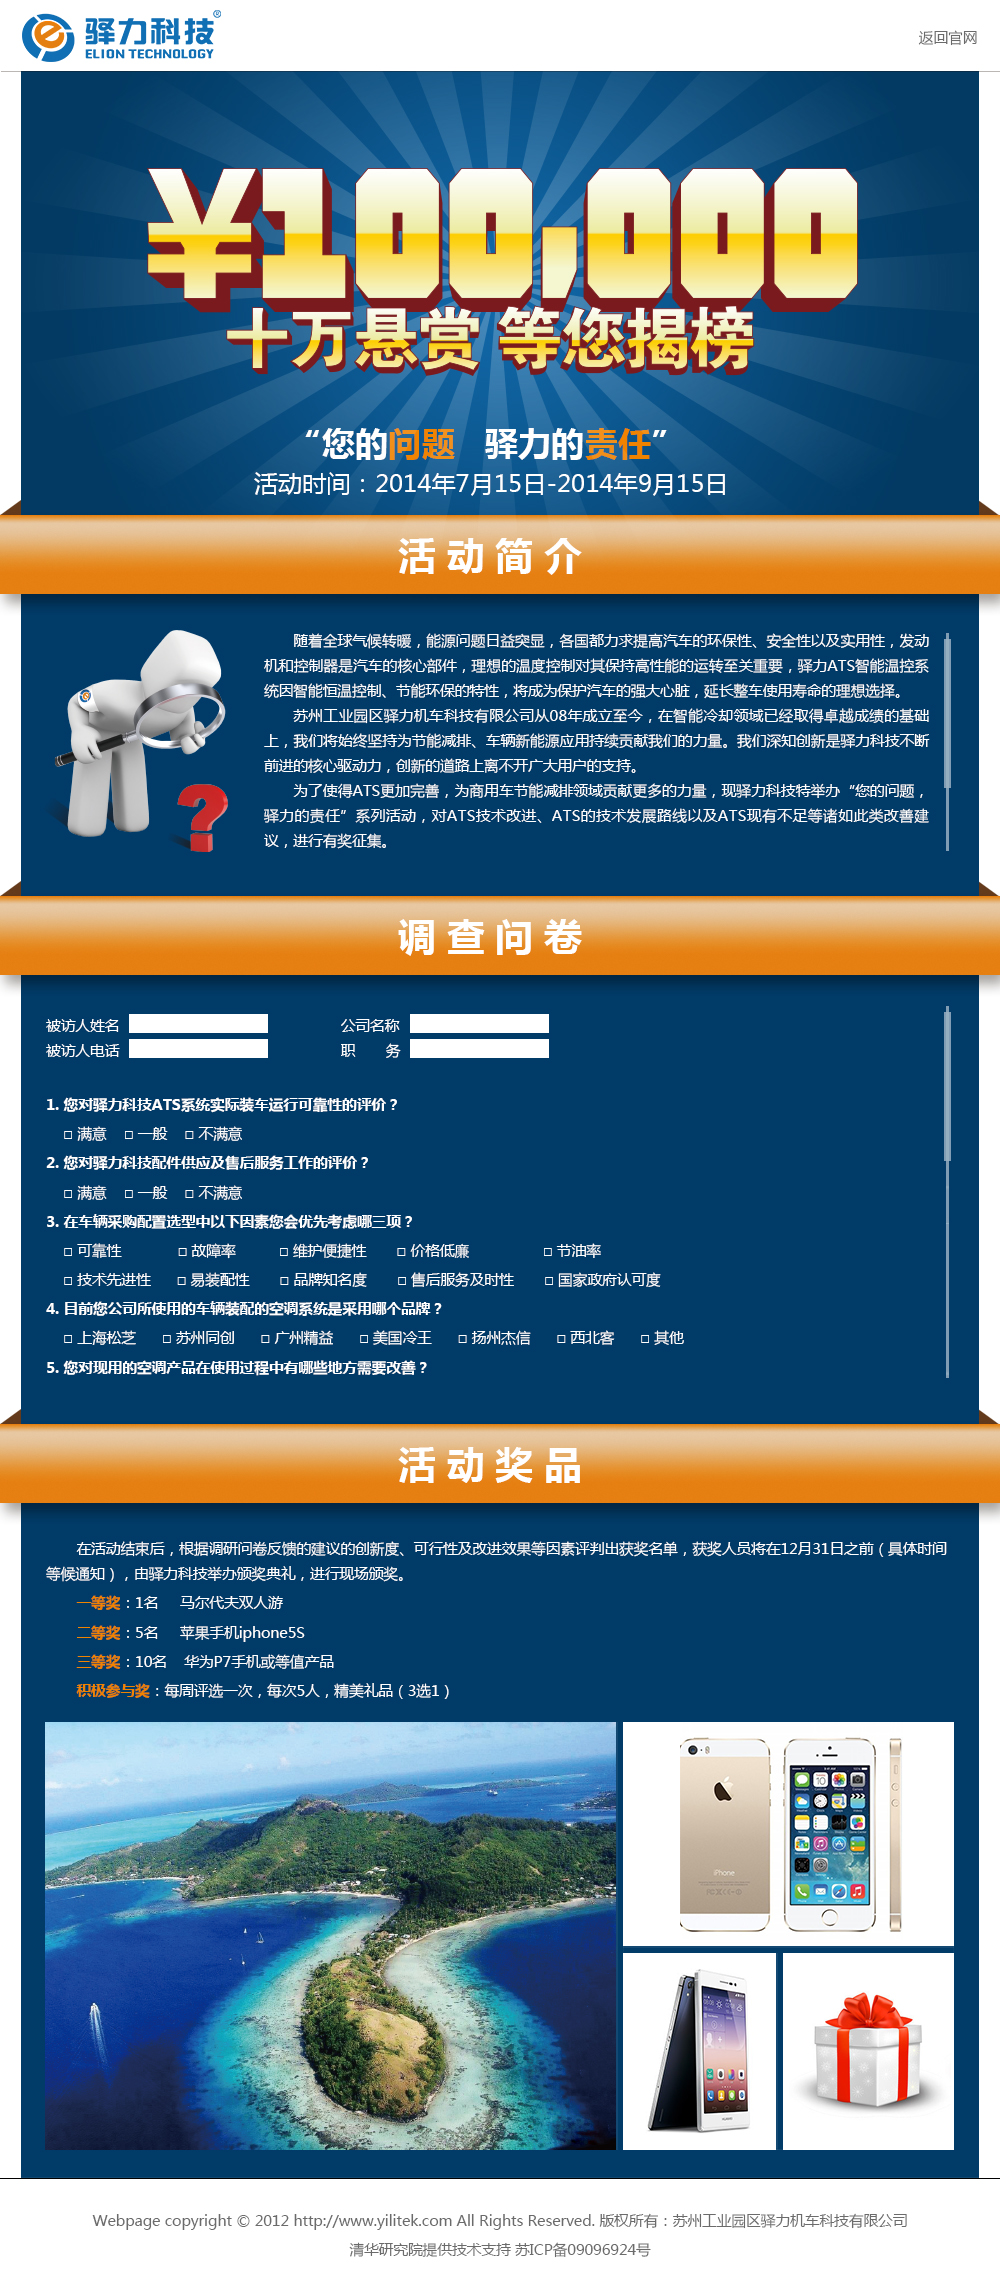 驿力科技®
ELION TECHNOLOGY
返回官网
¥100,000
十万悬赏 等您揭榜
“您的问题 驿力的责任”
活动时间：2014年7月15日-2014年9月15日
活动简介
随着全球气候转暖，能源问题日益突显，各国都力求提高汽车的环保性、安全性以及实用性，发动
机和控制器是汽车的核心部件，理想的温度控制对其保持高性能的运转至关重要，驿力ATS智能温控系
统因智能恒温控制、节能环保的特性，将成为保护汽车的强大心脏，延长整车使用寿命的理想选择。
苏州工业园区驿力机车科技有限公司从08年成立至今，在智能冷却领域已经取得卓越成绩的基础
上，我们将始终坚持为节能减排、车辆新能源应用持续贡献我们的力量。我们深知创新是驿力科技不断
前进的核心驱动力，创新的道路上离不开广大用户的支持。
为了使得ATS更加完善，为商用车节能减排领域贡献更多的力量，现驿力科技特举办“您的问题，
驿力的责任”系列活动，对ATS技术改进、ATS的技术发展路线以及ATS现有不足等诸如此类改善建
议，进行有奖征集。
调查问卷
被访人姓名 公司名称
被访人电话 职 务
1. 您对驿力科技ATS系统实际装车运行可靠性的评价？
□ 满意 □ 一般 □ 不满意
2. 您对驿力科技配件供应及售后服务工作的评价？
□ 满意 □ 一般 □ 不满意
3. 在车辆采购配置选型中以下因素您会优先考虑哪三项？
□ 可靠性 □ 故障率 □ 维护便捷性 □ 价格低廉 □ 节油率
□ 技术先进性 □ 易装配性 □ 品牌知名度 □ 售后服务及时性 □ 国家政府认可度
4. 目前您公司所使用的车辆装配的空调系统是采用哪个品牌？
□ 上海松芝 □ 苏州同创 □ 广州精益 □ 美国冷王 □ 扬州杰信 □ 西北客 □ 其他
5. 您对现用的空调产品在使用过程中有哪些地方需要改善？
活动奖品
在活动结束后，根据调研问卷反馈的建议的创新度、可行性及改进效果等因素评判出获奖名单，获奖人员将在12月31日之前（具体时间
等候通知），由驿力科技举办颁奖典礼，进行现场颁奖。
一等奖：1名 马尔代夫双人游
二等奖：5名 苹果手机iphone5S
三等奖：10名 华为P7手机或等值产品
积极参与奖：每周评选一次，每次5人，精美礼品（3选1）
iPhone
Webpage copyright © 2012 http://www.yilitek.com All Rights Reserved. 版权所有：苏州工业园区驿力机车科技有限公司
清华研究院提供技术支持 苏ICP备09096924号